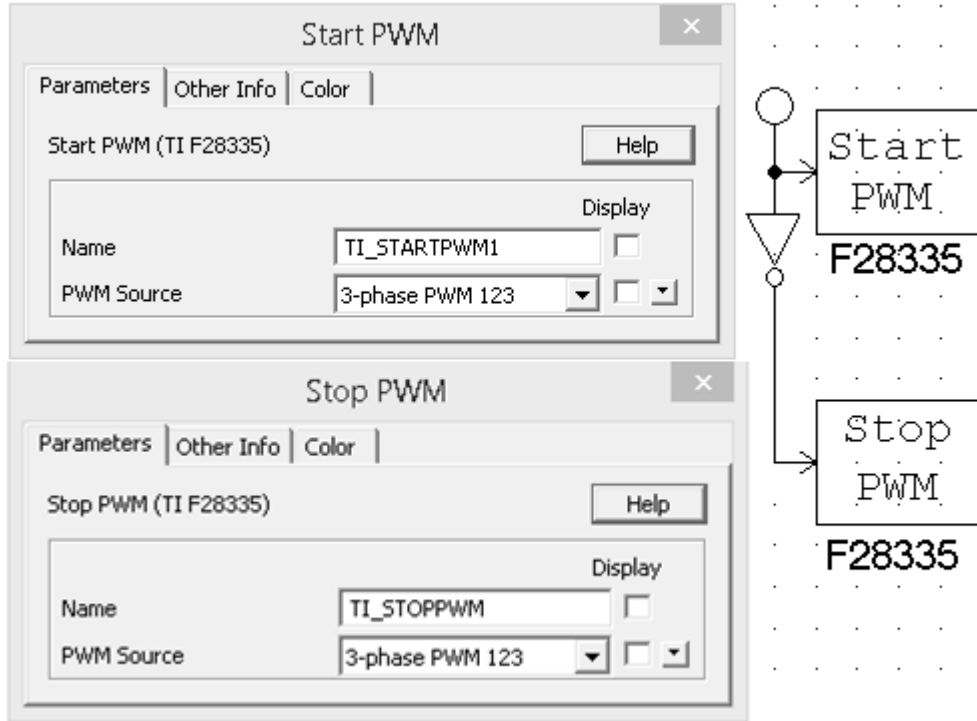 Start PWM
Parameters Other Info Color
Start PWM (TI F28335) Help
Display
Name TI_STARTPWM1
PWM Source 3-phase PWM 123
Stop PWM
Parameters Other Info Color
Stop PWM (TI F28335) Help
Display
Name TI_STOPPWM
PWM Source 3-phase PWM 123
Start
PWM
F28335
Stop
PWM
F28335